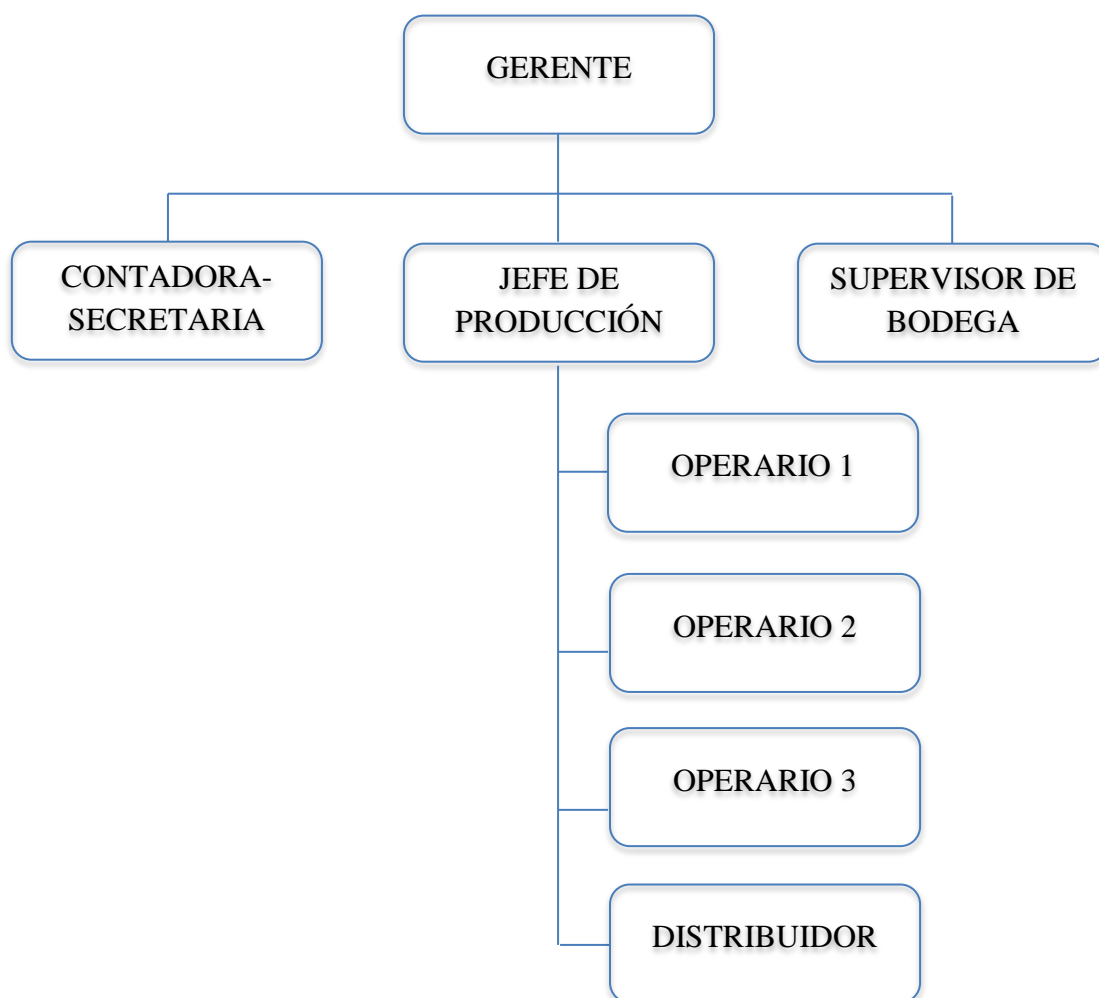 GERENTE
CONTADORA-
SECRETARIA
JEFE DE
PRODUCCIÓN
SUPERVISOR DE
BODEGA
OPERARIO 1
OPERARIO 2
OPERARIO 3
DISTRIBUIDOR